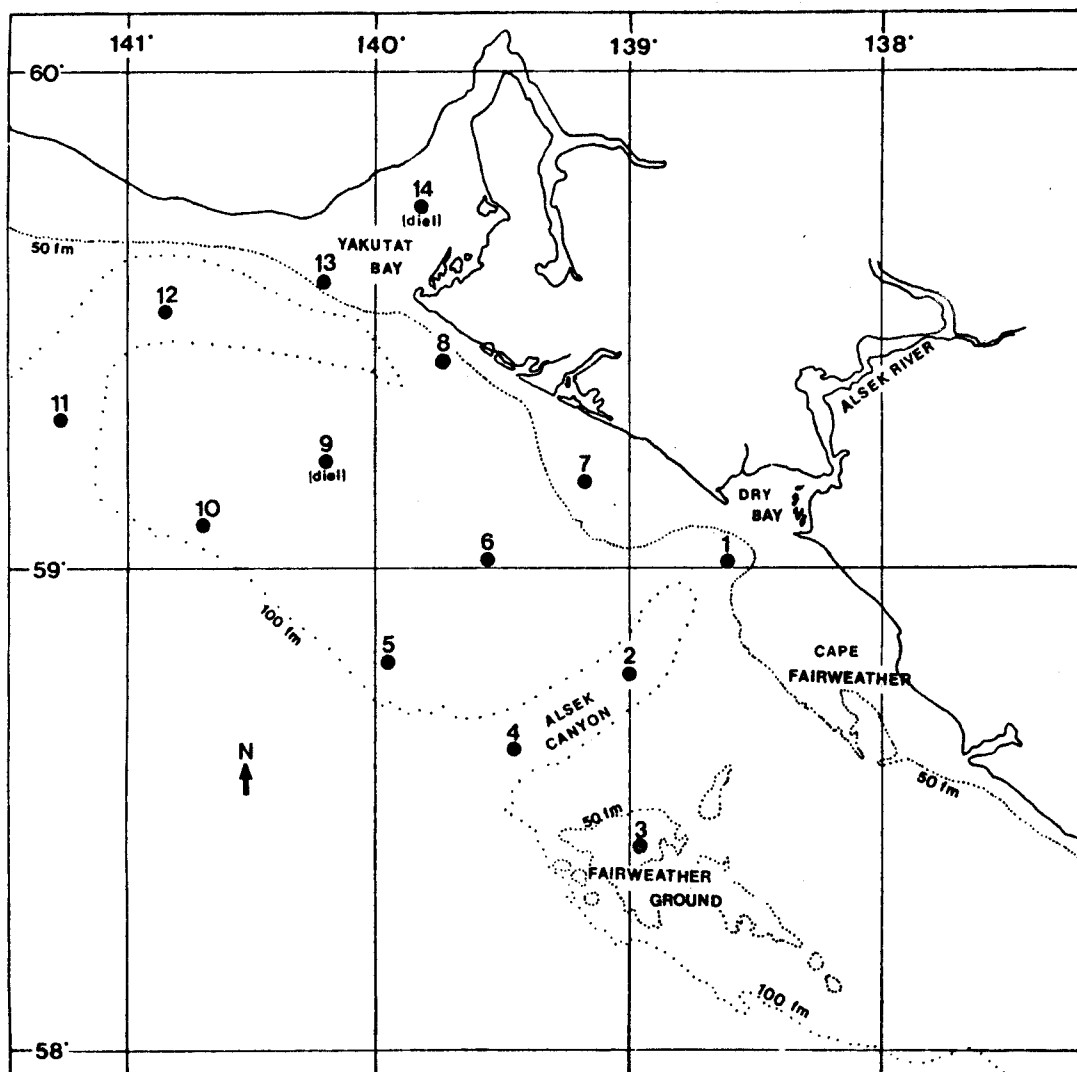 141° 140° 139° 138°
60°
14
(diel)
50 fm
YAKUTAT
BAY
13
12
8
ALSEK RIVER
11
9
(diel)
7
DRY
BAY
10
6
1
59°
100 fm
5
2
CAPE
FAIRWEATHER
ALSEK
CANYON
4
N
50 fm
50 fm
3
FAIRWEATHER
GROUND
100 fm
58°